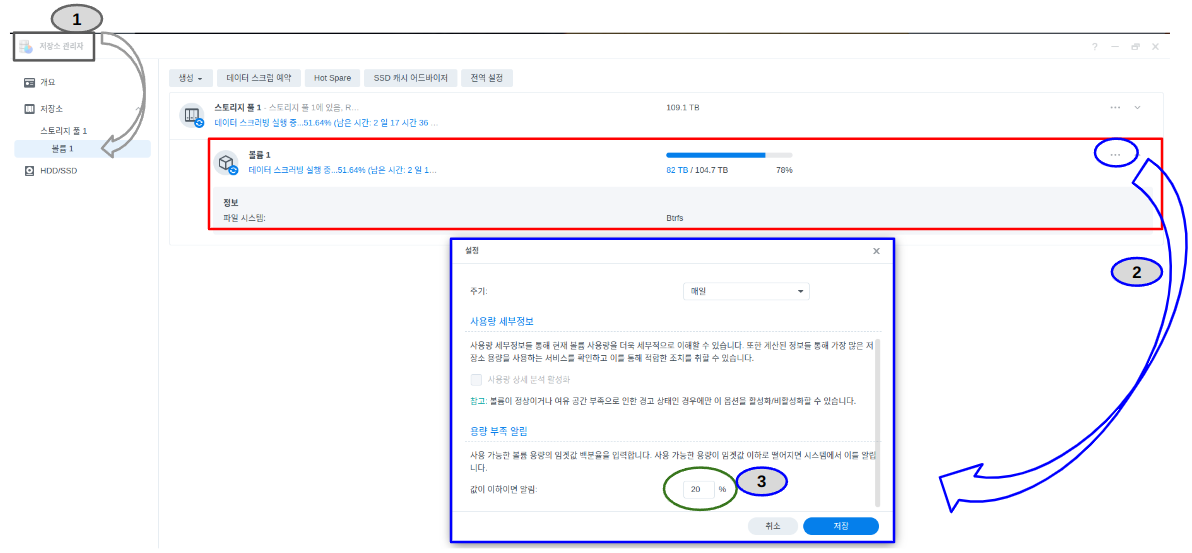 1
저장소 관리자
?
개요
저장소
스토리지 풀 1
볼륨 1
HDD/SSD
생성
데이터 스크럽 예약
Hot Spare
SSD 캐시 어드바이저
전역 설정
스토리지 풀 1 - 스토리지 풀 1에 있음, R...
109.1 TB
데이터 스크러빙 실행 중...51.64% (남은 시간: 2 일 17 시간 36 ...
볼륨 1
데이터 스크러빙 실행 중...51.64% (남은 시간: 2 일 1...
82 TB / 104.7 TB
78%
정보
파일 시스템:
Btrfs
2
설정
주기:
매일
사용량 세부정보
사용량 세부정보를 통해 현재 볼륨 사용량을 더욱 세부적으로 이해할 수 있습니다. 또한 계산된 정보를 통해 가장 많은 저
장소 용량을 사용하는 서비스를 확인하고 이를 통해 적합한 조치를 취할 수 있습니다.
사용량 상세 분석 활성화
참고: 볼륨이 정상이거나 여유 공간 부족으로 인한 경고 상태인 경우에만 이 옵션을 활성화/비활성화할 수 있습니다.
용량 부족 알림
사용 가능한 볼륨 용량의 임곗값 백분율을 입력합니다. 사용 가능한 용량이 임곗값 이하로 떨어지면 시스템에서 이를 알립
니다.
값이 이하이면 알림:
20 %
3
취소
저장